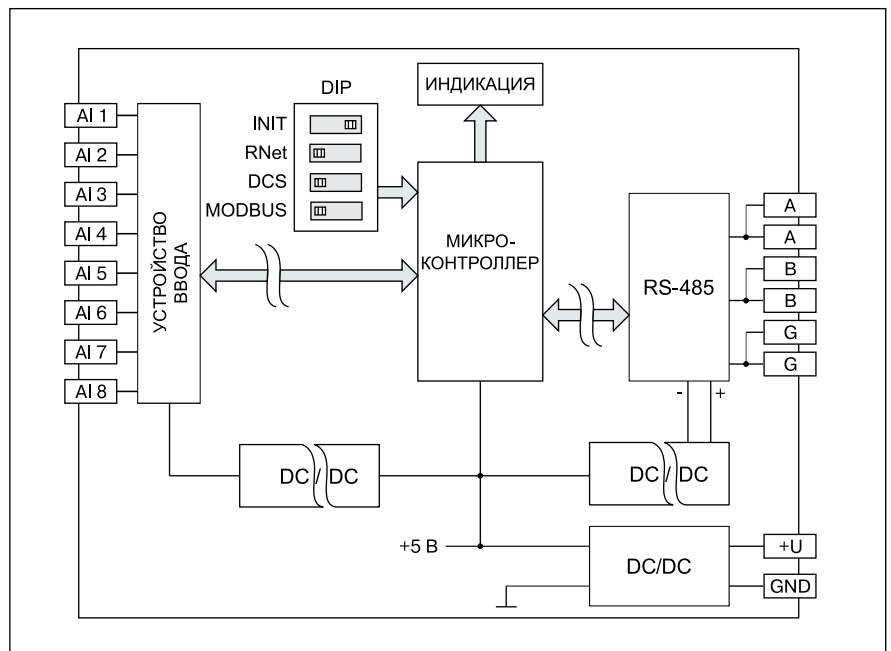 DIP
ИНДИКАЦИЯ
INIT
RNet
DCS
MODBUS
AI 1
AI 2
AI 3
AI 4
AI 5
AI 6
AI 7
AI 8
УСТРОЙСТВО
ВВОДА
МИКРО-
КОНТРОЛЛЕР
RS-485
A
A
B
B
G
G
- +
DC / DC
DC / DC
+5 В
DC/DC
+U
GND